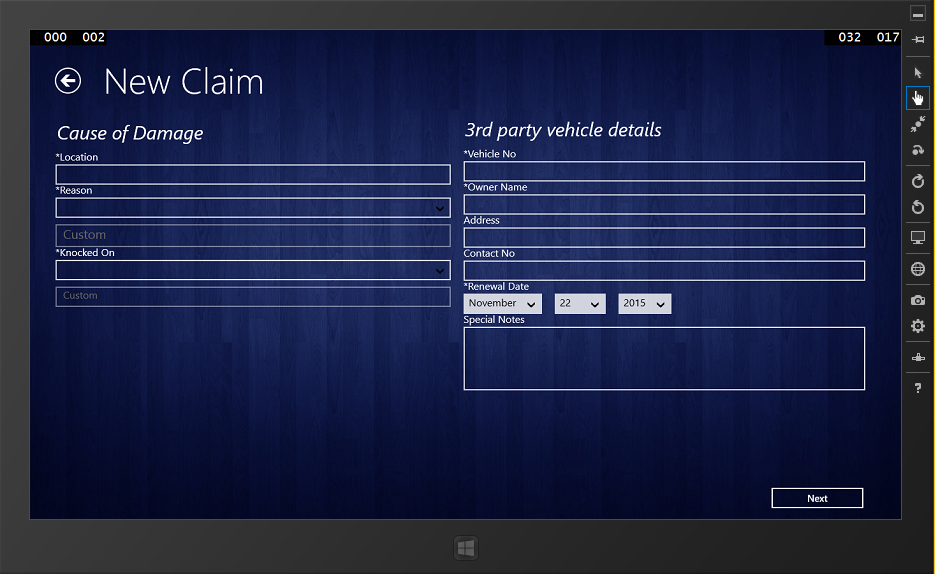 000 002
032 017
New Claim
Cause of Damage
*Location
*Reason
Custom
*Knocked On
Custom
3rd party vehicle details
*Vehicle No
*Owner Name
Address
Contact No
*Renewal Date
November 22 2015
Special Notes
Next
?